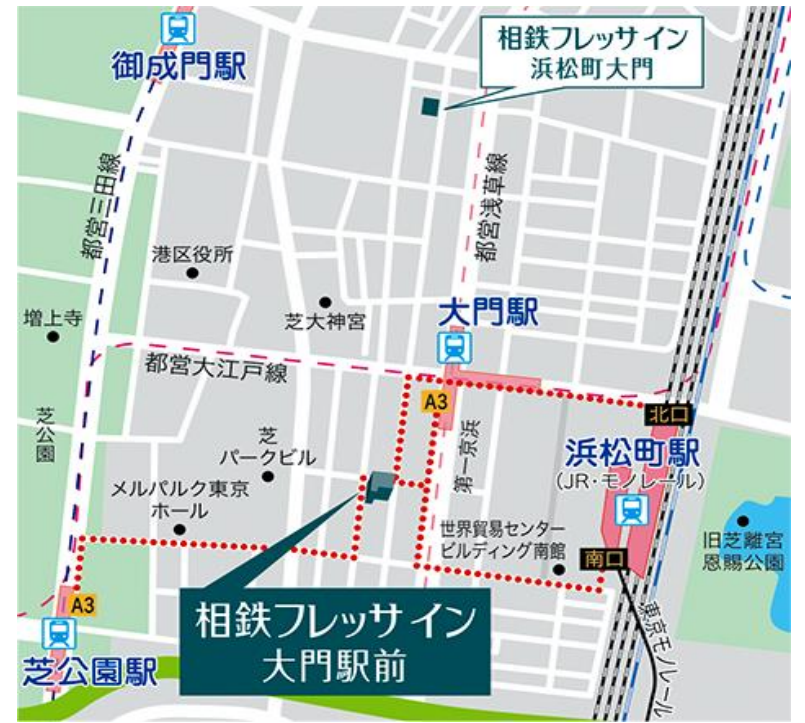 御成門駅
相鉄フレッサイン
浜松町大門
都営三田線
都営浅草線
港区役所
増上寺
芝大神宮
大門駅
都営大江戸線
A3
北口
芝公園
芝
パークビル
第一京浜
浜松町駅
(JR・モノレール)
メルパルク東京
ホール
世界貿易センター
ビルディング南館
南口
旧芝離宮
恩賜公園
A3
相鉄フレッサイン
大門駅前
東京モノレール
芝公園駅